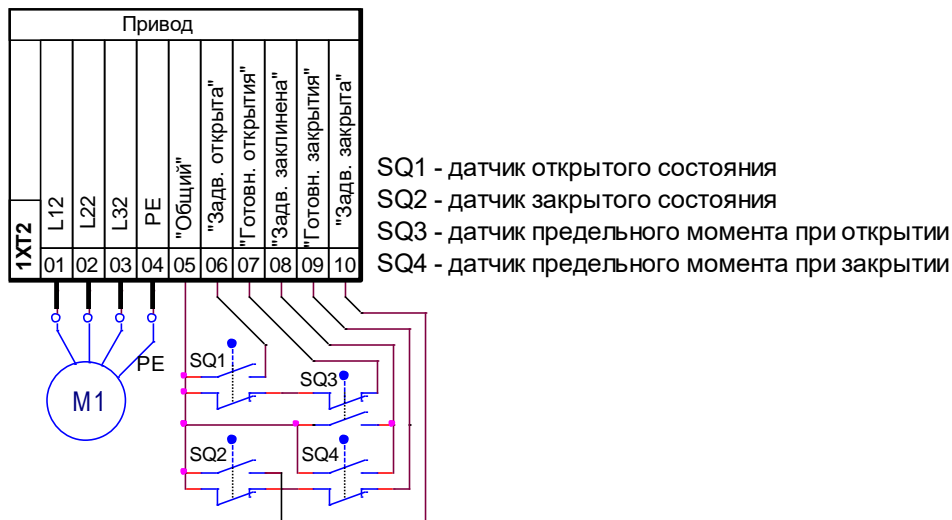 Привод
1XT2
L12
L22
L32
PE
"Общий"
"Задв. открыта"
"Готовн. открытия"
"Задв. заклинена"
"Готовн. закрытия"
"Задв. закрыта"
01 02 03 04 05 06 07 08 09 10
SQ1 - датчик открытого состояния
SQ2 - датчик закрытого состояния
SQ3 - датчик предельного момента при открытии
SQ4 - датчик предельного момента при закрытии
PE
M1
SQ1
SQ3
SQ2
SQ4